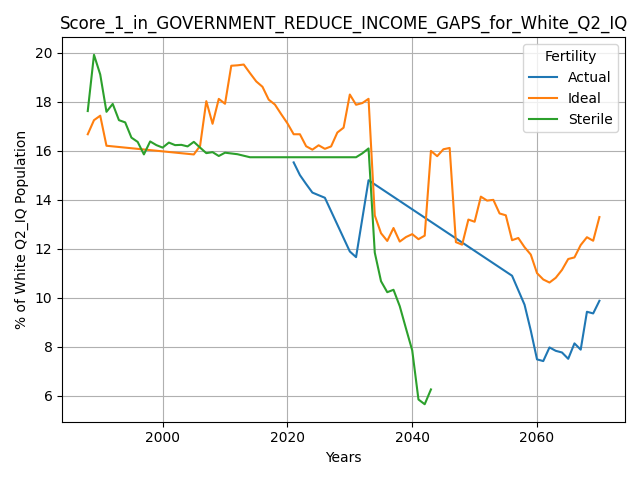 Score_1_in_GOVERNMENT_REDUCE_INCOME_GAPS_for_White_Q2_IQ
Fertility
Actual
Ideal
Sterile
% of White Q2_IQ Population
20
18
16
14
12
10
8
6
2000
2020
2040
2060
Years